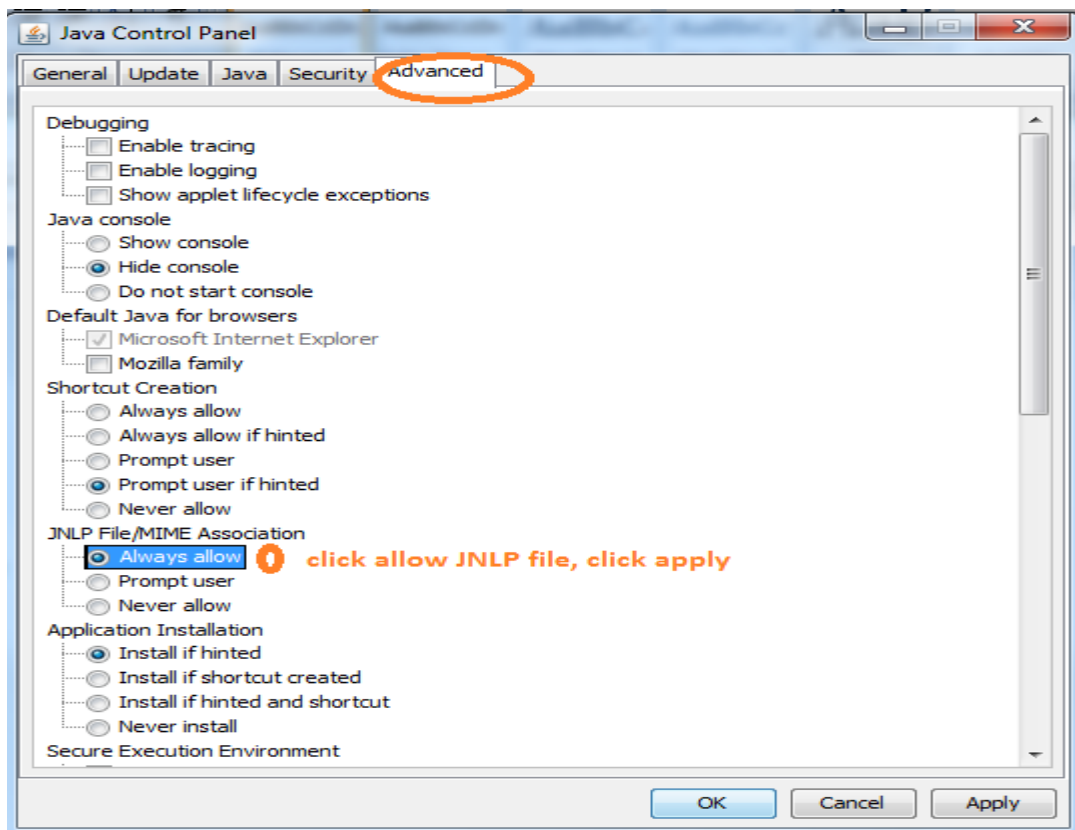 Java Control Panel
General Update Java Security Advanced
Debugging
Enable tracing
Enable logging
Show applet lifecycle exceptions
Java console
Show console
Hide console
Do not start console
Default Java for browsers
Microsoft Internet Explorer
Mozilla family
Shortcut Creation
Always allow
Always allow if hinted
Prompt user
Prompt user if hinted
Never allow
JNLP File/MIME Association
Always allow click allow JNLP file, click apply
Prompt user
Never allow
Application Installation
Install if hinted
Install if shortcut created
Install if hinted and shortcut
Never install
Secure Execution Environment
OK Cancel Apply